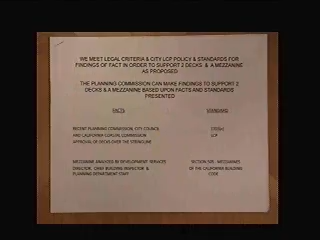 WE MEET LEGAL CRITERIA & CITY LCP POLICY & STANDARDS FOR
FINDINGS OF FACT IN ORDER TO SUPPORT 2 DECKS & A MEZZANINE
AS PROPOSED
THE PLANNING COMMISSION CAN MAKE FINDINGS TO SUPPORT 2
DECKS & A MEZZANINE BASED UPON FACTS AND STANDARDS
PRESENTED
FACTS STANDARD
RECENT PLANNING COMMISSION, CITY COUNCIL
AND CALIFORNIA COASTAL COMMISSION LCP
APPROVAL OF DECKS OVER THE STRINGLINE
MEZZANINE ANALYSIS BY DEVELOPMENT SERVICES SECTION 505 MEZZANINES
DIRECTOR, CHIEF BUILDING INSPECTOR & OF THE CALIFORNIA BUILDING
PLANNING DEPARTMENT STAFF CODE